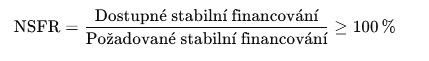 NSFR = Dostupné stabilní financování / Požadované stabilní financování ≥ 100 %